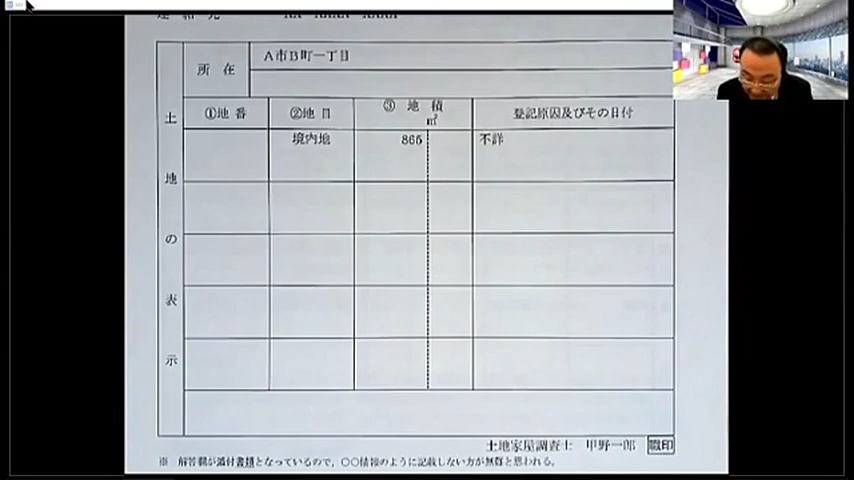 所在
A市B町一丁目
土地の表示
①地番
②地目
③ 地積 ㎡
登記原因及びその日付
境内地
865
不詳
土地家屋調査士 甲野一郎 職印
※ 解答欄が添付書類となっているので、○○情報のように記載しない方が無難と思われる。